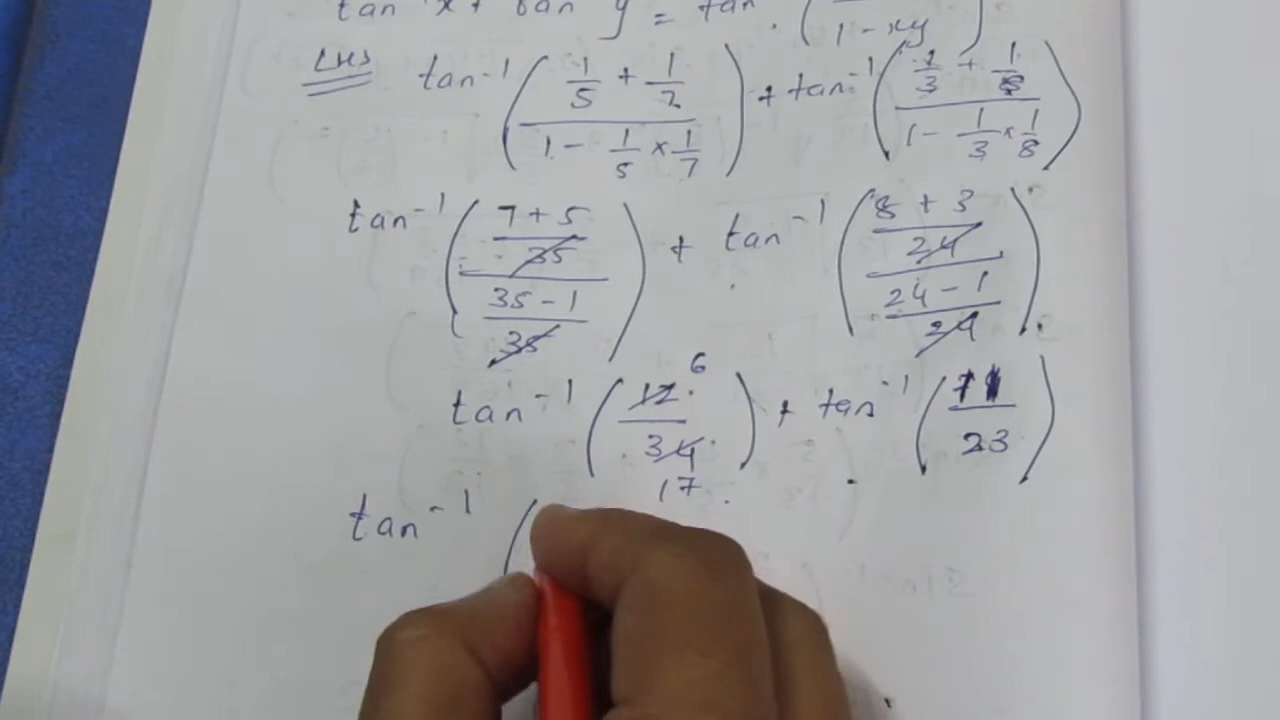 tan⁻¹x + tan⁻¹y = tan⁻¹ ( / 1 - xy )
LHS tan⁻¹ ( (1/5 + 1/7) / (1 - 1/5 × 1/7) ) + tan⁻¹ ( (1/3 + 1/8) / (1 - 1/3 × 1/8) )
tan⁻¹ ( ((7 + 5)/35) / ((35 - 1)/35) ) + tan⁻¹ ( ((8 + 3)/24) / ((24 - 1)/24) )
tan⁻¹ ( 12 6 / 34 17 ) + tan⁻¹ ( 11 / 23 )
tan⁻¹ (